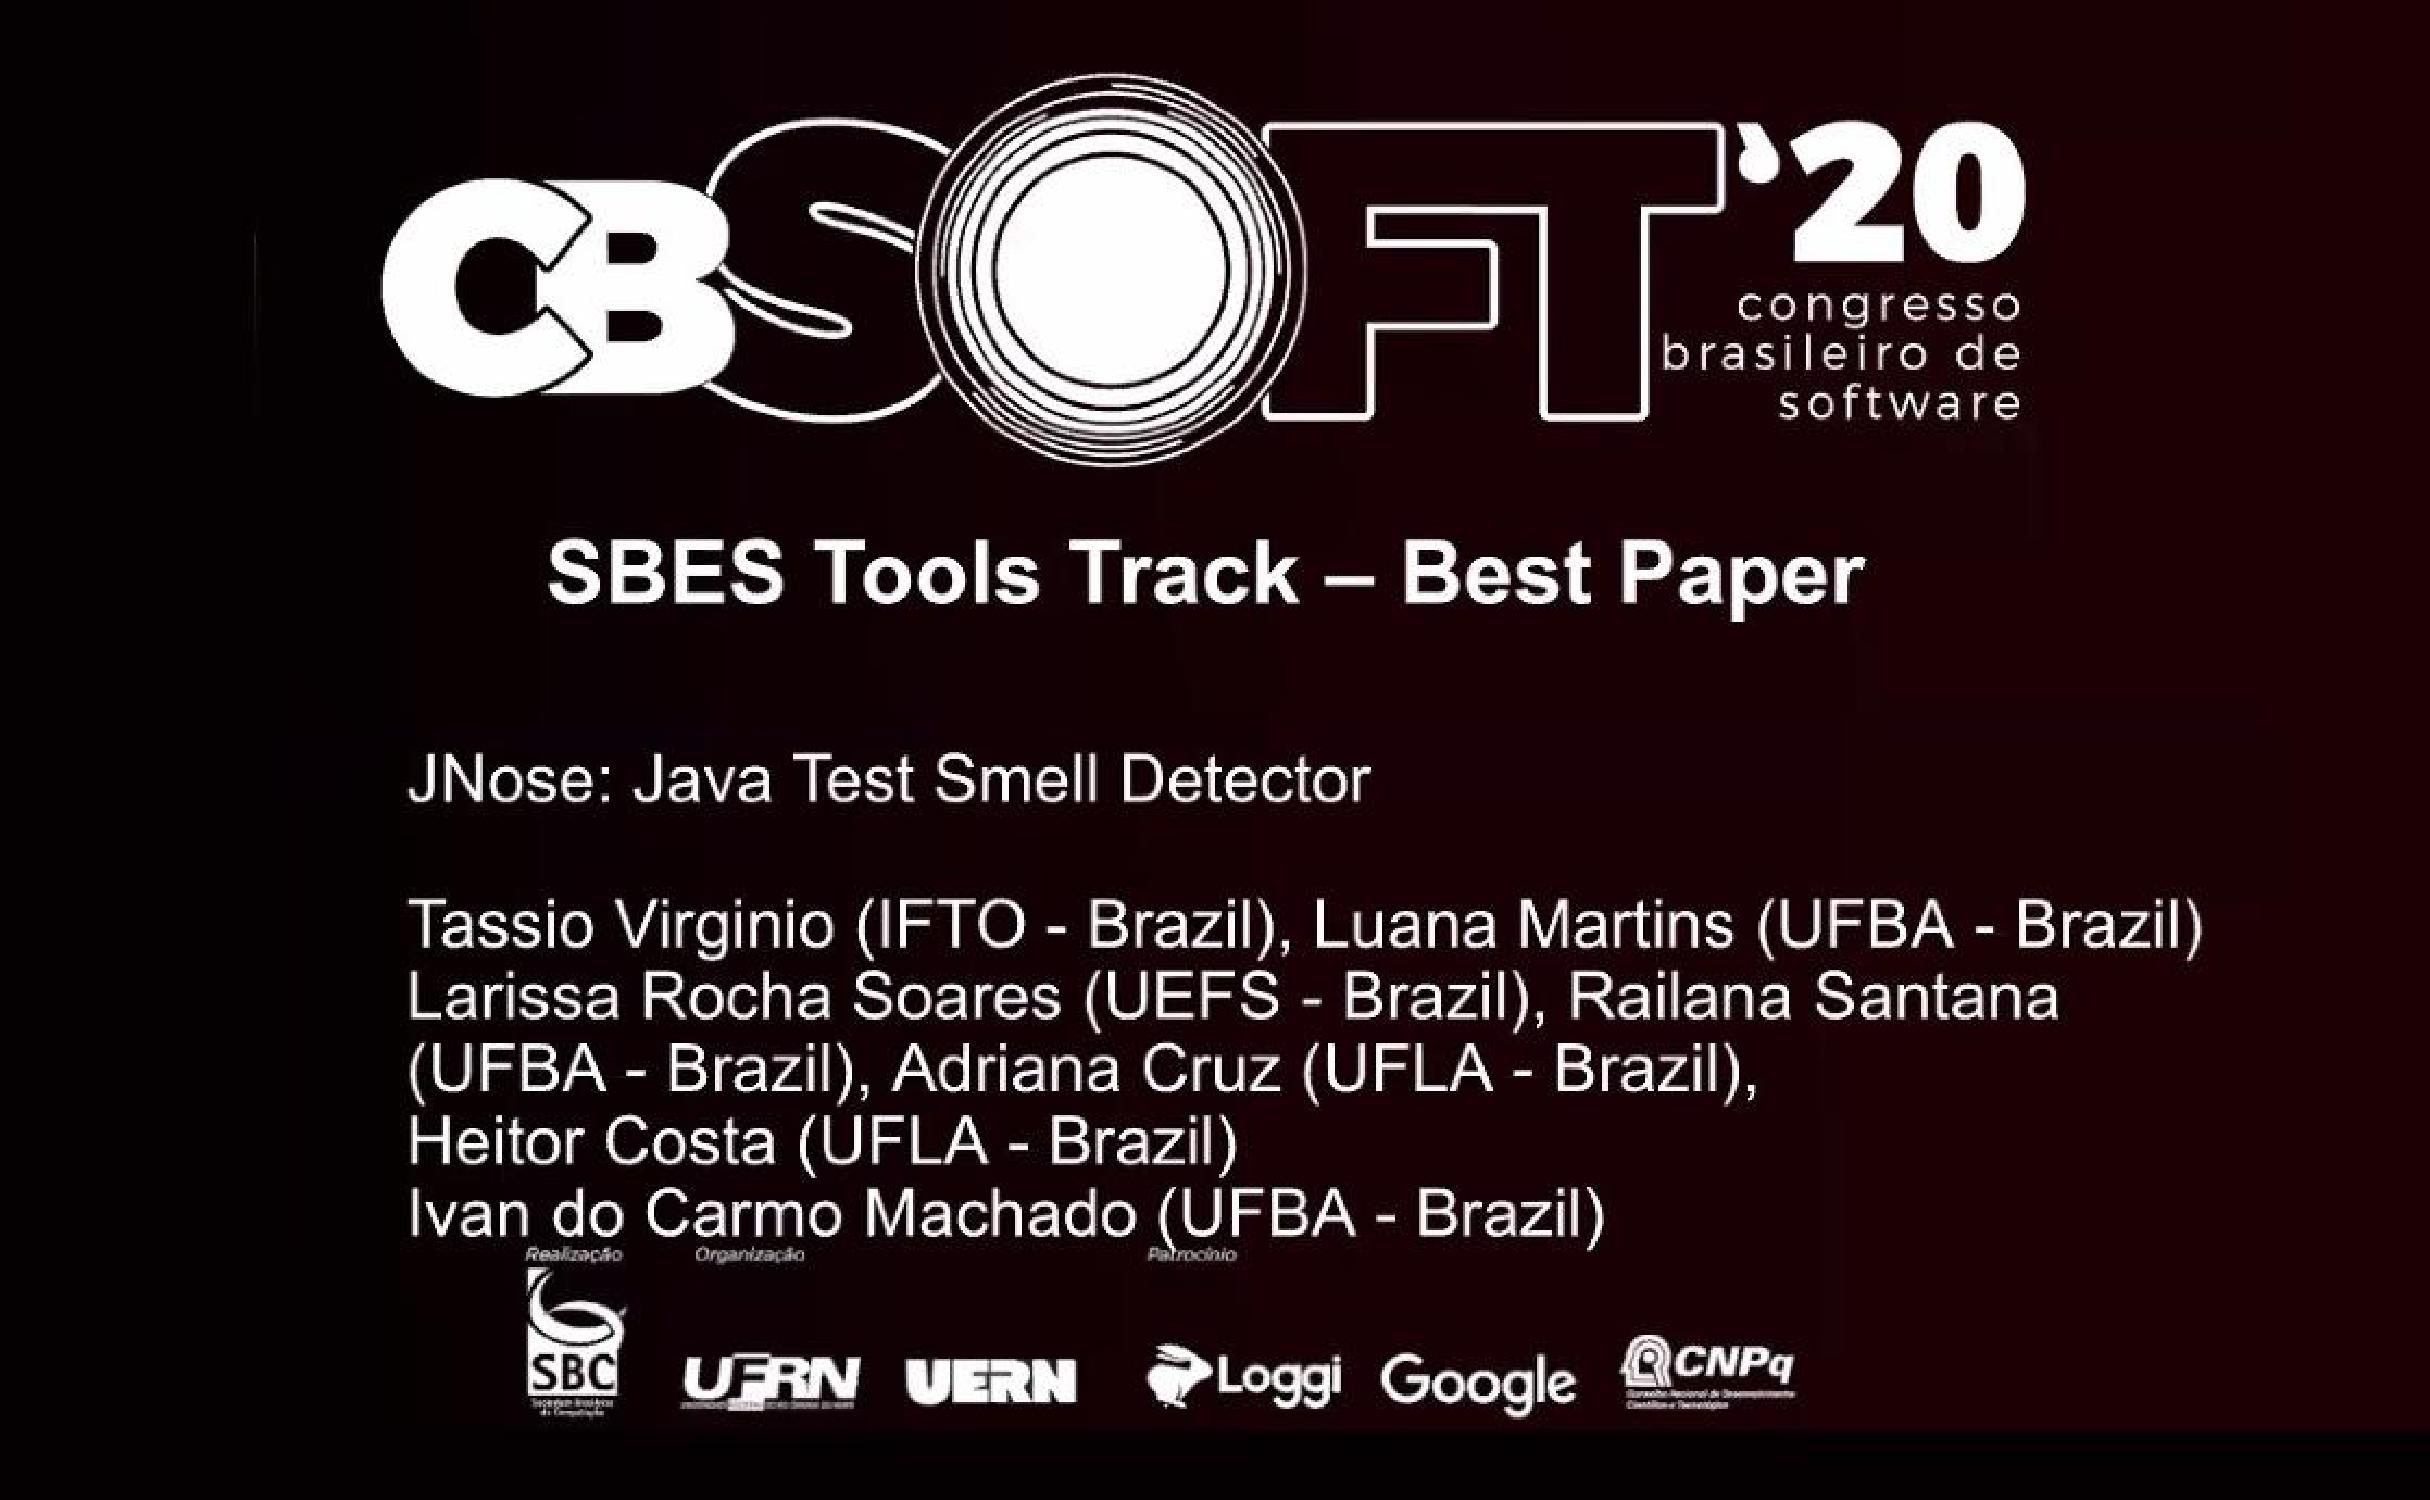 CBSOFT '20
congresso
brasileiro de
software
SBES Tools Track – Best Paper
JNose: Java Test Smell Detector
Tassio Virginio (IFTO - Brazil), Luana Martins (UFBA - Brazil)
Larissa Rocha Soares (UEFS - Brazil), Railana Santana
(UFBA - Brazil), Adriana Cruz (UFLA - Brazil),
Heitor Costa (UFLA - Brazil)
Ivan do Carmo Machado (UFBA - Brazil)
Realização Organização Patrocínio
SBC UFRN UERN Loggi Google CNPq
Sociedade Brasileira
de Computação
Conselho Nacional de Desenvolvimento
Científico e Tecnológico